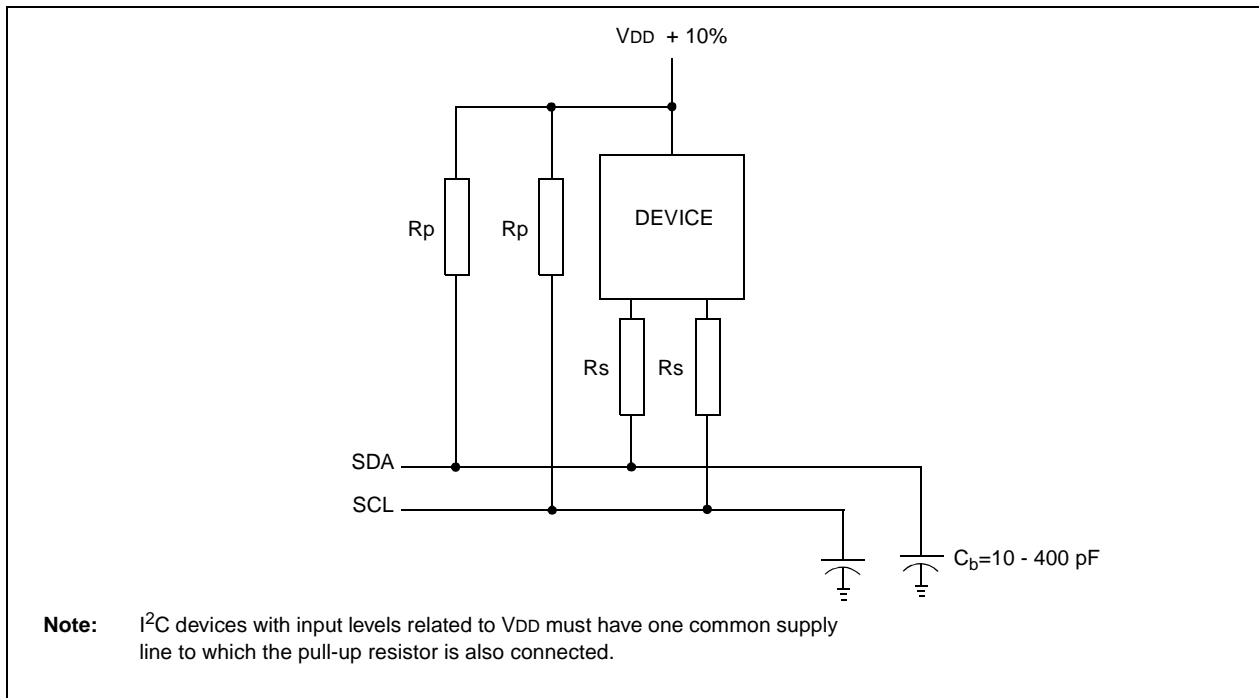 VDD + 10%
Rp
Rp
DEVICE
Rs
Rs
SDA
SCL
Cb=10 - 400 pF
Note: I2C devices with input levels related to VDD must have one common supply
line to which the pull-up resistor is also connected.